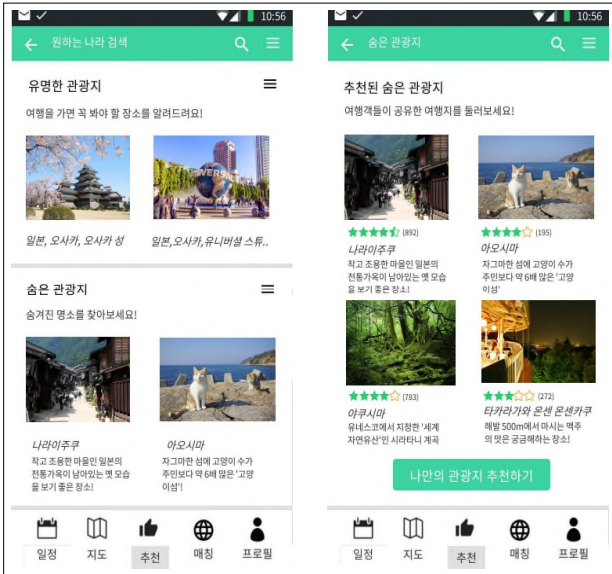 10:56
원하는 나라 검색
유명한 관광지
여행을 가면 꼭 봐야 할 장소를 알려드려요!
UNIVERSAL
일본, 오사카, 오사카 성
일본,오사카,유니버셜 스튜..
숨은 관광지
숨겨진 명소를 찾아보세요!
나라이주쿠
작고 조용한 마을인 일본의
전통가옥이 남아있는 옛 모습
을 보기 좋은 장소!
아오시마
자그마한 섬에 고양이 수가
주민보다 약 6배 많은 '고양
이섬'!
일정
지도
추천
매칭
프로필
10:56
숨은 관광지
추천된 숨은 관광지
여행객들이 공유한 여행지를 둘러보세요!
(892)
나라이주쿠
작고 조용한 마을인 일본의
전통가옥이 남아있는 옛 모습
을 보기 좋은 장소!
(195)
아오시마
자그마한 섬에 고양이 수가
주민보다 약 6배 많은 '고양
이섬'
(783)
야쿠시마
유네스코에서 지정한 '세계
자연유산'인 시라타니 계곡
(272)
타카라가와 온센 온센카쿠
해발 500m에서 마시는 맥주
의 맛은 궁금해하는 장소!
나만의 관광지 추천하기
일정
지도
추천
매칭
프로필